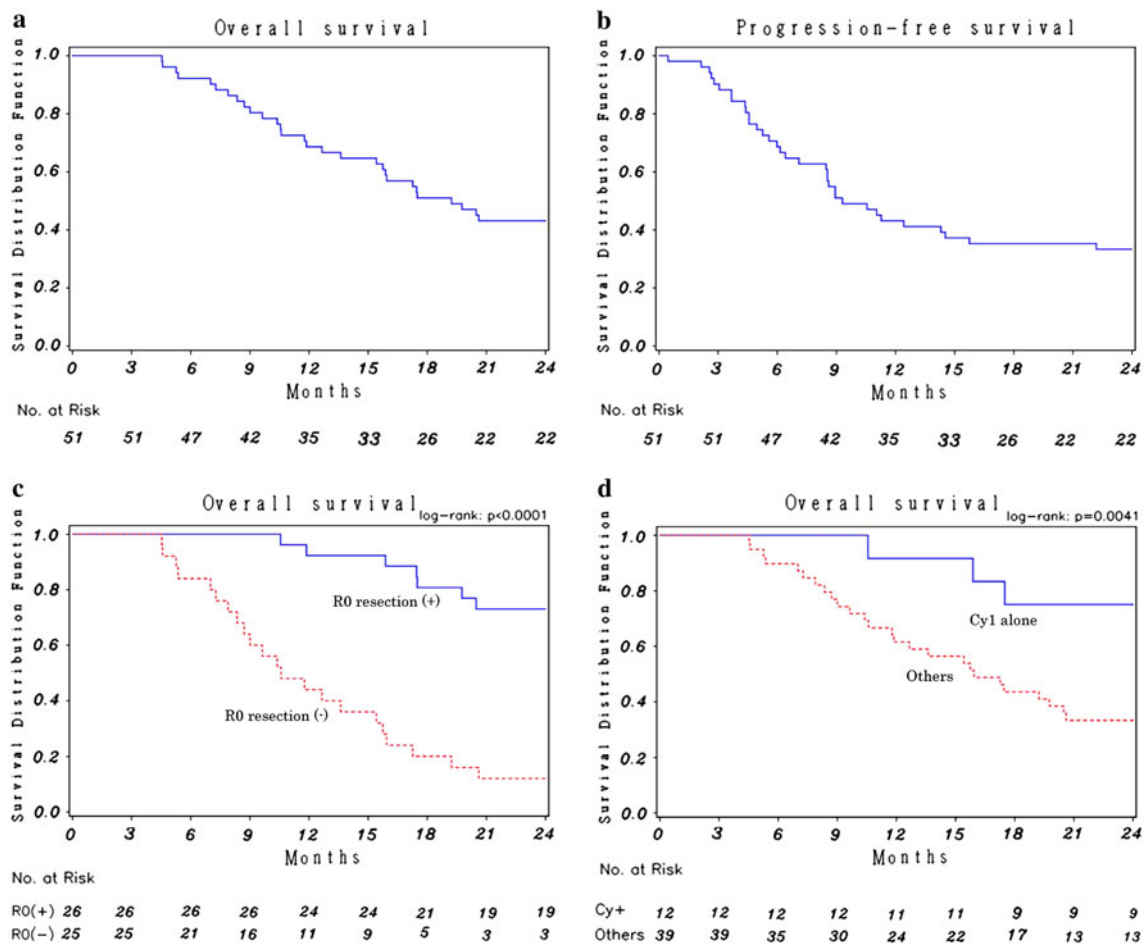 a
Overall survival
Survival Distribution Function
1.0
0.8
0.6
0.4
0.2
0.0
0 3 6 9 12 15 18 21 24
Months
No. at Risk
51 51 47 42 35 33 26 22 22
b
Progression-free survival
Survival Distribution Function
1.0
0.8
0.6
0.4
0.2
0.0
0 3 6 9 12 15 18 21 24
Months
No. at Risk
51 51 47 42 35 33 26 22 22
c
Overall survival
log-rank: p<0.0001
Survival Distribution Function
1.0
0.8
0.6
0.4
0.2
0.0
R0 resection (+)
R0 resection (-)
0 3 6 9 12 15 18 21 24
Months
No. at Risk
R0(+) 26 26 26 26 24 24 21 19 19
R0(-) 25 25 21 16 11 9 5 3 3
d
Overall survival
log-rank: p=0.0041
Survival Distribution Function
1.0
0.8
0.6
0.4
0.2
0.0
Cy1 alone
Others
0 3 6 9 12 15 18 21 24
Months
No. at Risk
Cy+ 12 12 12 12 11 11 9 9 9
Others 39 39 35 30 24 22 17 13 13